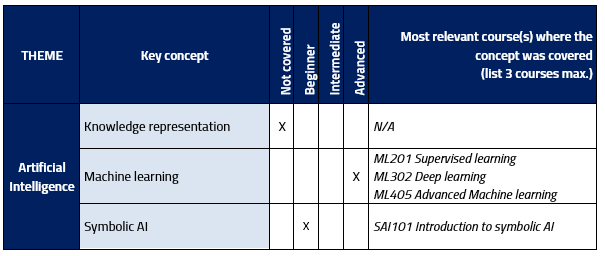 THEME
Key concept
Not covered
Beginner
Intermediate
Advanced
Most relevant course(s) where the
concept was covered
(list 3 courses max.)
Artificial
Intelligence
Knowledge representation
X
N/A
Machine learning
X
ML201 Supervised learning
ML302 Deep learning
ML405 Advanced Machine learning
Symbolic AI
X
SAI101 Introduction to symbolic AI